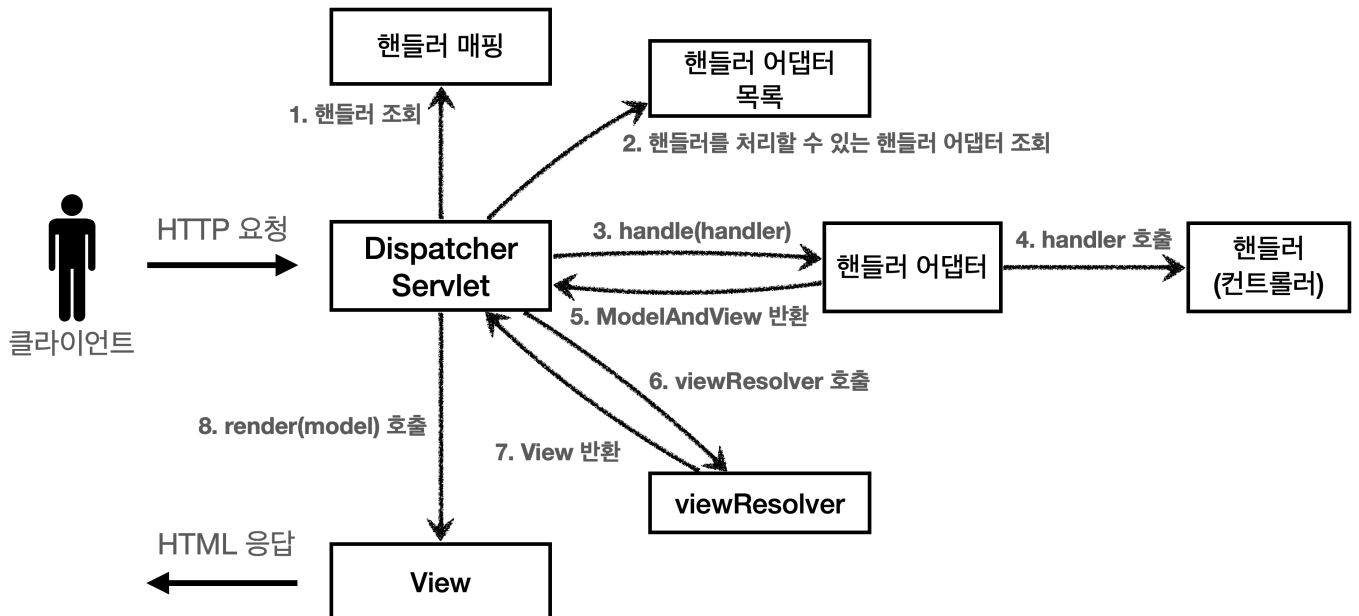 핸들러 매핑
핸들러 어댑터
목록
1. 핸들러 조회
2. 핸들러를 처리할 수 있는 핸들러 어댑터 조회
HTTP 요청
Dispatcher
Servlet
3. handle(handler)
핸들러 어댑터
4. handler 호출
핸들러
(컨트롤러)
5. ModelAndView 반환
클라이언트
6. viewResolver 호출
8. render(model) 호출
7. View 반환
viewResolver
HTML 응답
View